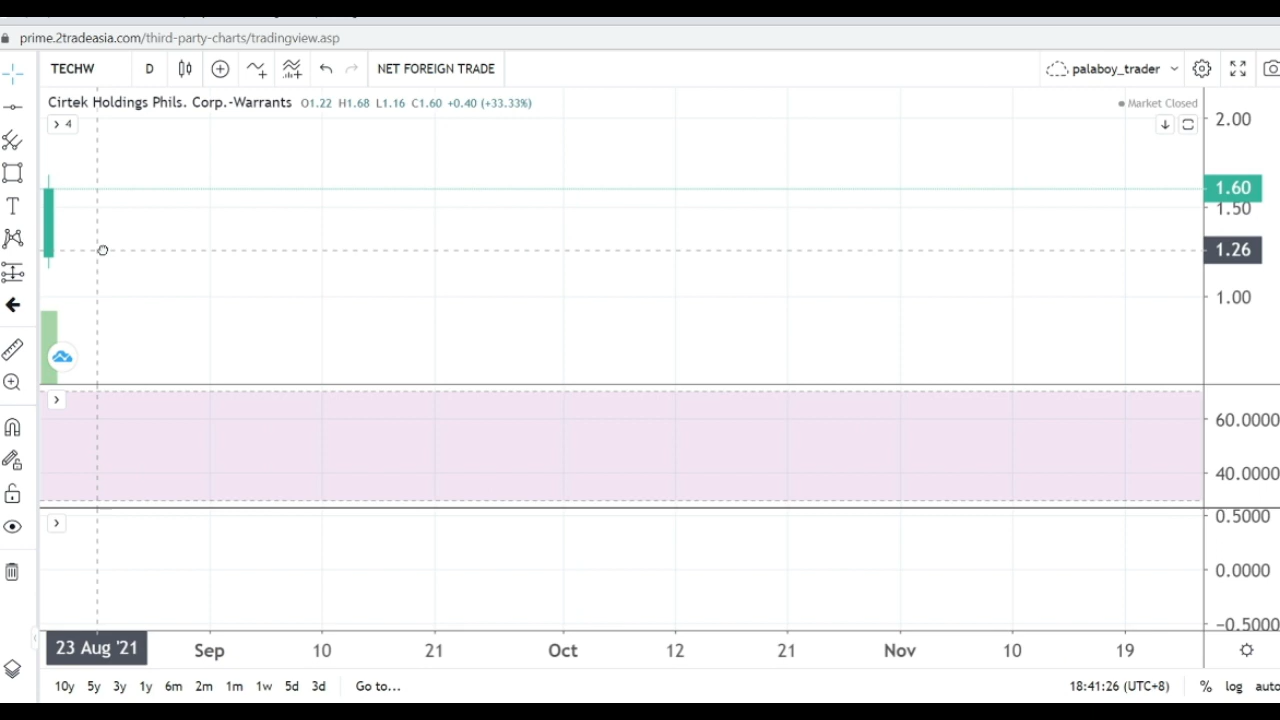 prime.2tradeasia.com/third-party-charts/tradingview.asp
TECHW D NET FOREIGN TRADE palaboy_trader
Cirtek Holdings Phils. Corp.-Warrants O1.22 H1.68 L1.16 C1.60 +0.40 (+33.33%) Market Closed
4
2.00
1.60
1.50
1.26
1.00
60.0000
40.0000
0.5000
0.0000
−0.5000
23 Aug '21 Sep 10 21 Oct 12 21 Nov 10 19
10y 5y 3y 1y 6m 2m 1m 1w 5d 3d Go to... 18:41:26 (UTC+8) % log auto